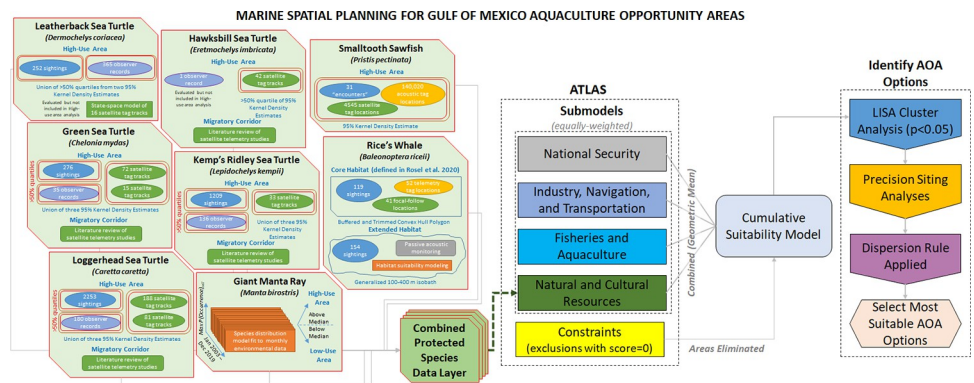 MARINE SPATIAL PLANNING FOR GULF OF MEXICO AQUACULTURE OPPORTUNITY AREAS
Leatherback Sea Turtle
(Dermochelys coriacea)
High-Use Area
252 sightings
365 observer
records
Union of >50% quartiles from two 95%
Kernel Density Estimates
Evaluated but not
included in High-
use area analysis
State-space model of
16 satellite tag tracks
Hawksbill Sea Turtle
(Eretmochelys imbricata)
High-Use Area
1 observer
record
42 satellite
tag tracks
Evaluated but
not included in
High-use area
analysis
>50% quartile of 95%
Kernel Density
Estimates
Migratory Corridor
Literature review of
satellite telemetry studies
Smalltooth Sawfish
(Pristis pectinata)
High-Use Area
31
"encounters"
acoustic tag
locations
4545 satellite
tag locations
95% Kernel Density Estimate
Green Sea Turtle
(Chelonia mydas)
High-Use Area
>50% quartiles
276
sightings
72 satellite
tag tracks
35 observer
records
15 satellite
tag tracks
Union of three 95% Kernel Density Estimates
Migratory Corridor
Literature review of
satellite telemetry studies
Kemp's Ridley Sea Turtle
(Lepidochelys kempii)
High-Use Area
>50% quartiles
1209
sightings
33 satellite
tag tracks
136 observer
records
Union of three 95%
Kernel Density
Estimates
Migratory Corridor
Literature review of
satellite telemetry studies
Rice's Whale
(Baleonoptera riceii)
Core Habitat (defined in Rosel et al. 2020)
119
sightings
52 telemetry
tag locations
41 focal-follow
locations
Buffered and Trimmed Convex Hull Polygon
Extended Habitat
154
sightings
Passive acoustic
monitoring
Habitat suitability modeling
Generalized 100-400 m isobath
Loggerhead Sea Turtle
(Caretta caretta)
High-Use Area
>50% quartiles
2253
sightings
188 satellite
tag tracks
180 observer
records
61 satellite
tag tracks
Union of three 95% Kernel Density Estimates
Migratory Corridor
Literature review of
satellite telemetry studies
Giant Manta Ray
(Manta birostris)
Jan 2003 –
Dec 2019
Species distribution
model fit to monthly
environmental data
High-Use
Area
Above
Median
Below
Median
Low-Use
Area
Combined
Protected
Species
Data Layer
ATLAS
Submodels
(equally-weighted)
National Security
Industry, Navigation,
and Transportation
Fisheries and
Aquaculture
Natural and Cultural
Resources
Constraints
(exclusions with score=0)
Combined (Geometric Mean)
Areas Eliminated
Cumulative
Suitability Model
Identify AOA
Options
LISA Cluster
Analysis (p<0.05)
Precision Siting
Analyses
Dispersion Rule
Applied
Select Most
Suitable AOA
Options